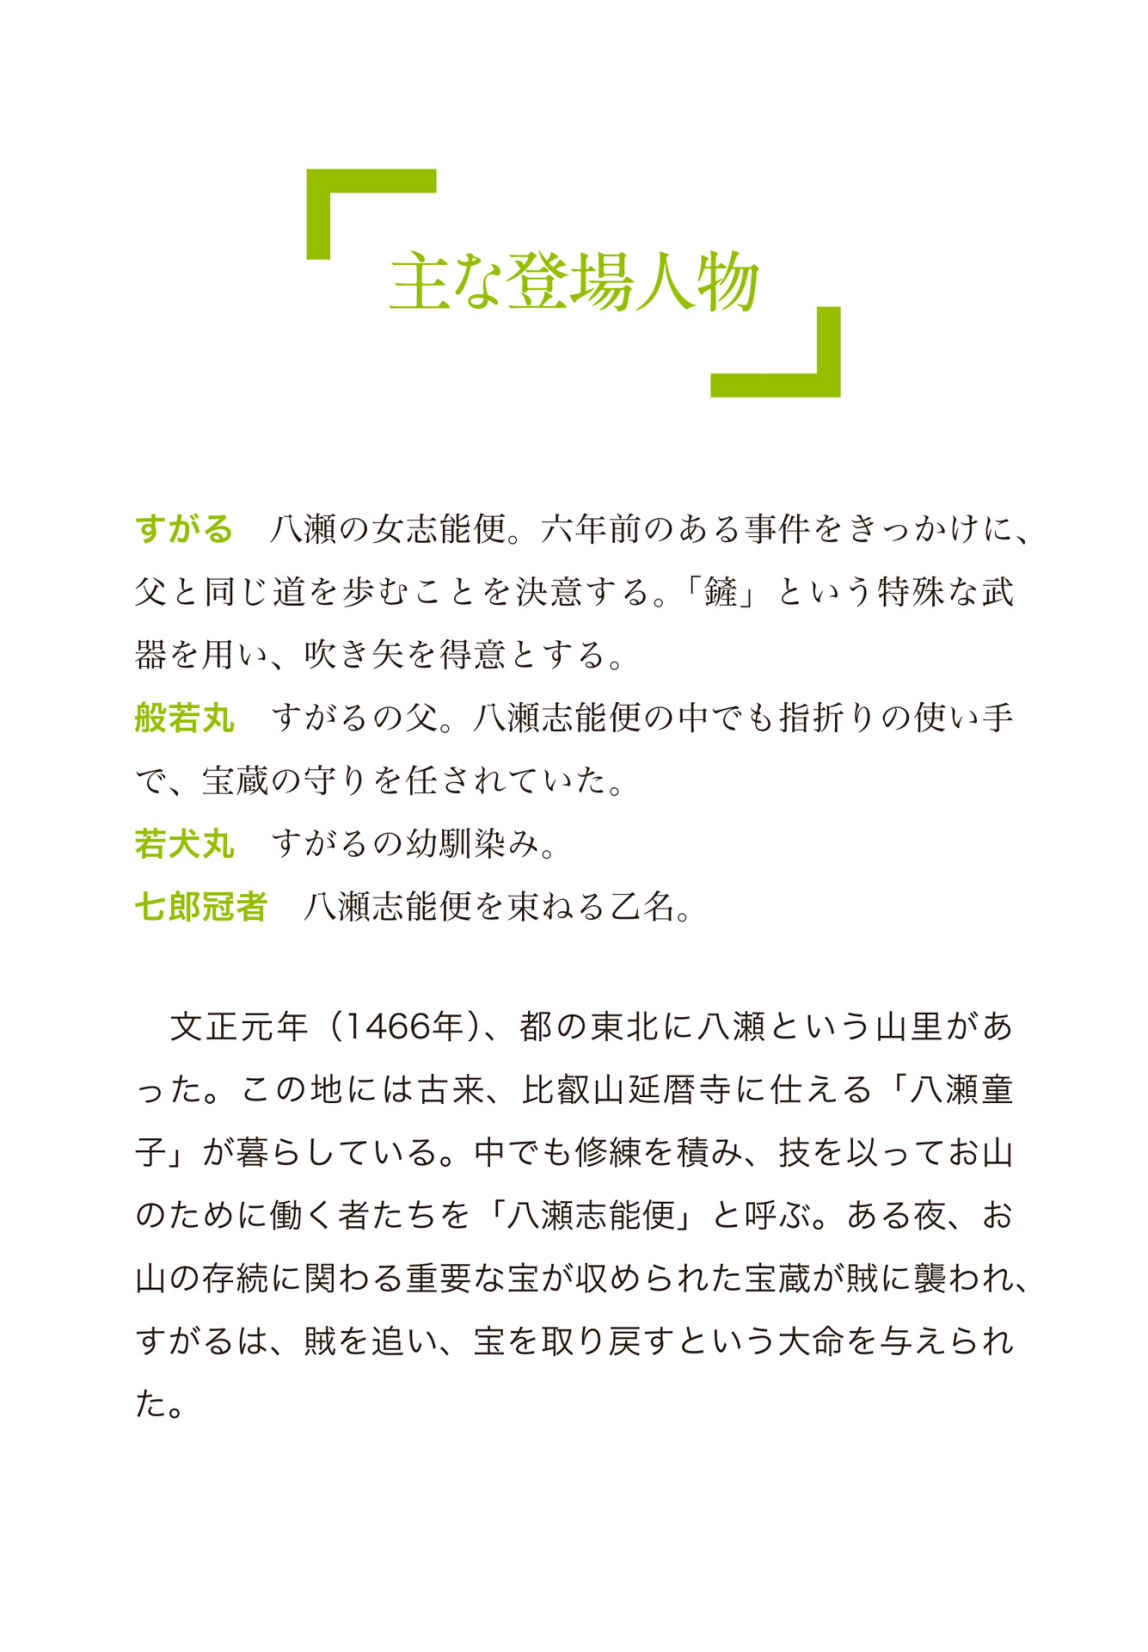 主な登場人物
すがる　八瀬の女志能便。六年前のある事件をきっかけに、
父と同じ道を歩むことを決意する。「鏟」という特殊な武
器を用い、吹き矢を得意とする。
般若丸　すがるの父。八瀬志能便の中でも指折りの使い手
で、宝蔵の守りを任されていた。
若犬丸　すがるの幼馴染み。
七郎冠者　八瀬志能便を束ねる乙名。
　文正元年（1466年）、都の東北に八瀬という山里があ
った。この地には古来、比叡山延暦寺に仕える「八瀬童
子」が暮らしている。中でも修練を積み、技を以ってお山
のために働く者たちを「八瀬志能便」と呼ぶ。ある夜、お
山の存続に関わる重要な宝が収められた宝蔵が賊に襲われ、
すがるは、賊を追い、宝を取り戻すという大命を与えられ
た。